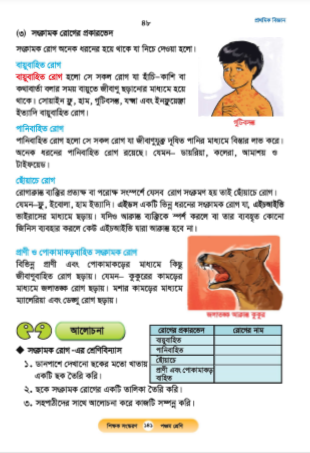 ৪৮
প্রাথমিক বিজ্ঞান
(৩) সংক্রামক রোগের প্রকারভেদ
সংক্রামক রোগ অনেক ধরনের হয়ে থাকে যা নিচে দেওয়া হলো।
বায়ুবাহিত রোগ
বায়ুবাহিত রোগ হলো সে সকল রোগ যা হাঁচি-কাশি বা
কথাবার্তা বলার সময় বায়ুতে জীবাণু ছড়ানোর মাধ্যমে হয়ে
থাকে। সোয়াইন ফ্লু, হাম, গুটিবসন্ত, যক্ষ্মা এবং ইনফ্লুয়েঞ্জা
ইত্যাদি বায়ুবাহিত রোগ।
গুটিবসন্ত
পানিবাহিত রোগ
পানিবাহিত রোগ হলো সে সকল রোগ যা জীবাণুযুক্ত দূষিত পানির মাধ্যমে বিস্তার লাভ করে।
অনেক ধরনের পানিবাহিত রোগ রয়েছে। যেমন– ডায়রিয়া, কলেরা, আমাশয় ও
টাইফয়েড।
ছোঁয়াচে রোগ
রোগাক্রান্ত ব্যক্তির প্রত্যক্ষ বা পরোক্ষ সংস্পর্শে যেসব রোগ সংক্রমণ হয় তাই ছোঁয়াচে রোগ।
যেমন–ফ্লু, ইবোলা, হাম ইত্যাদি। এইডস একটি ভিন্ন ধরনের সংক্রামক রোগ যা, এইচআইভি
ভাইরাসের মাধ্যমে ছড়ায়। যদিও আক্রান্ত ব্যক্তিকে স্পর্শ করলে বা তার ব্যবহৃত কোনো
জিনিস ব্যবহার করলে কেউ এইচআইভি দ্বারা আক্রান্ত হবে না।
প্রাণী ও পোকামাকড়বাহিত সংক্রামক রোগ
বিভিন্ন প্রাণী এবং পোকামাকড়ের মাধ্যমে কিছু
জীবাণুবাহিত রোগ ছড়ায়। যেমন– কুকুরের কামড়ের
মাধ্যমে জলাতঙ্ক রোগ ছড়ায়। মশার কামড়ের মাধ্যমে
ম্যালেরিয়া এবং ডেঙ্গু রোগ ছড়ায়।
জলাতঙ্ক আক্রান্ত কুকুর
আলোচনা
সংক্রামক রোগ -এর শ্রেণিবিন্যাস
১. ডানপাশে দেখানো ছকের মতো খাতায়
একটি ছক তৈরি করি।
২. ছকে সংক্রামক রোগের একটি তালিকা তৈরি করি।
৩. সহপাঠীদের সাথে আলোচনা করে কাজটি সম্পন্ন করি।
রোগের প্রকারভেদ রোগের নাম
বায়ুবাহিত
পানিবাহিত
ছোঁয়াচে
প্রাণী এবং পোকামাকড়
বাহিত
শিক্ষক সংস্করণ ১৪১ পঞ্চম শ্রেণি